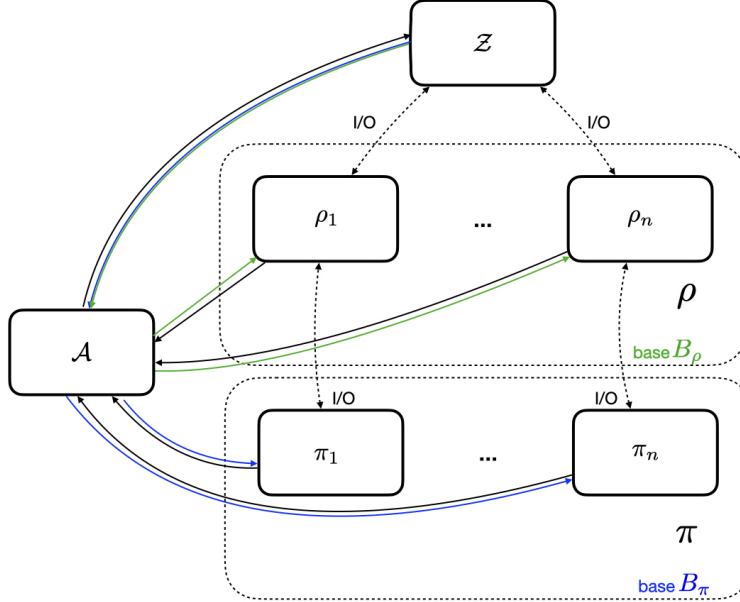 𝒵
I/O I/O
ρ₁ ... ρₙ
ρ
base B_ρ
𝒜
I/O I/O
π₁ ... πₙ
π
base B_π